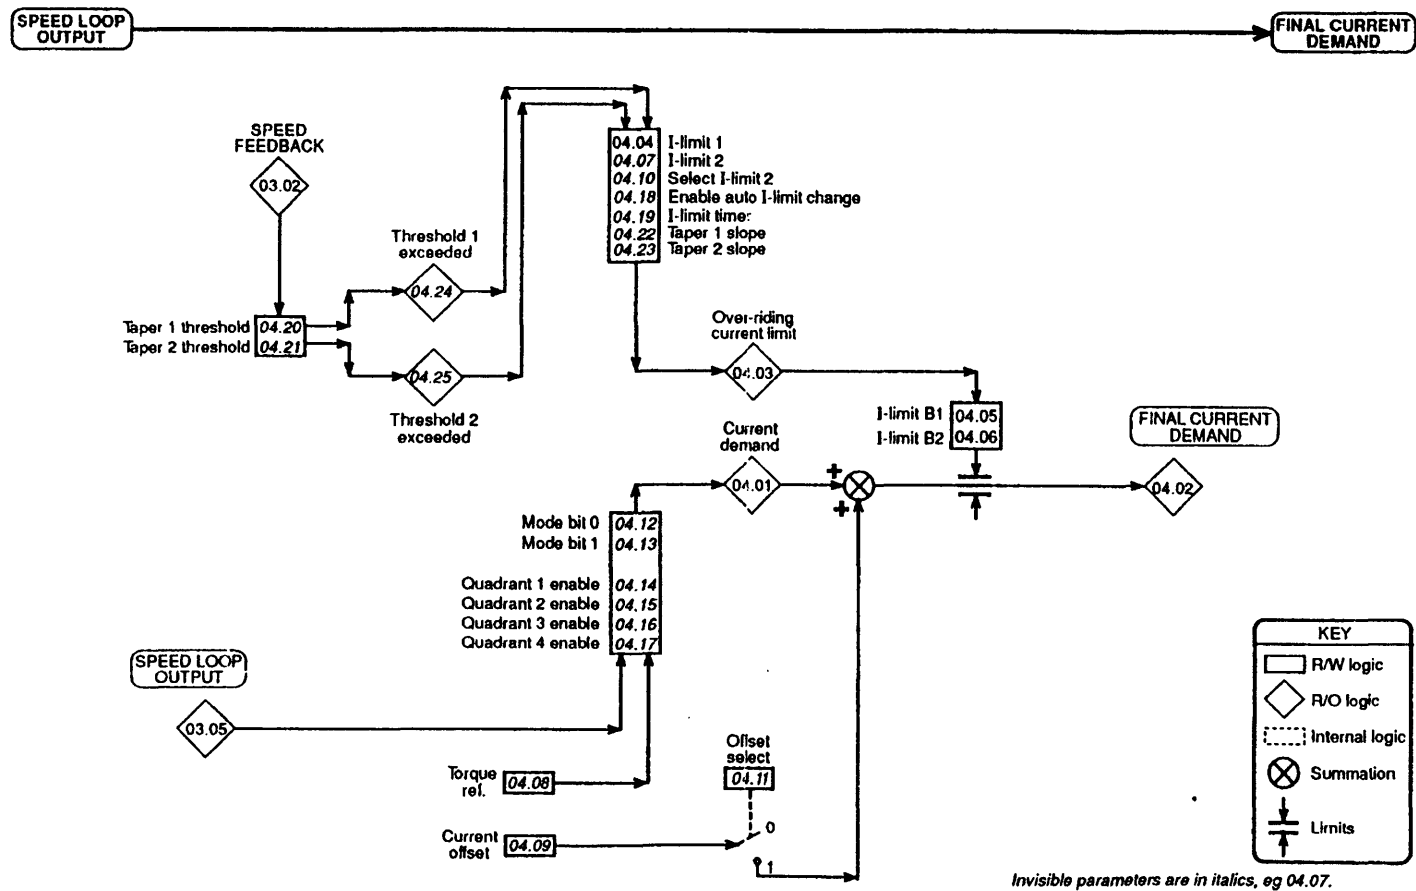 SPEED LOOP
OUTPUT
FINAL CURRENT
DEMAND
SPEED
FEEDBACK
03.02
04.04 I-limit 1
04.07 I-limit 2
04.10 Select I-limit 2
04.18 Enable auto I-limit change
04.19 I-limit timer
04.22 Taper 1 slope
04.23 Taper 2 slope
Threshold 1
exceeded
04.24
Taper 1 threshold 04.20
Taper 2 threshold 04.21
04.25
Threshold 2
exceeded
Over-riding
current limit
04.03
I-limit B1 04.05
I-limit B2 04.06
FINAL CURRENT
DEMAND
04.02
Current
demand
04.01
+
+
Mode bit 0 04.12
Mode bit 1 04.13
Quadrant 1 enable 04.14
Quadrant 2 enable 04.15
Quadrant 3 enable 04.16
Quadrant 4 enable 04.17
SPEED LOOP
OUTPUT
03.05
Torque
ref.
04.08
Offset
select
04.11
Current
offset
04.09
0
1
KEY
R/W logic
R/O logic
Internal logic
Summation
Limits
Invisible parameters are in italics, eg 04.07.